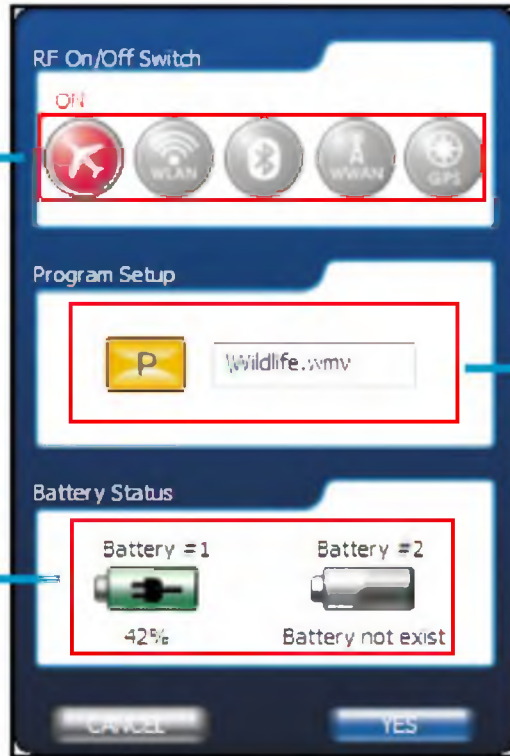 RF On/Off Switch
ON
WLAN
WWAN
GPS
Program Setup
P
\Wildlife.wmv
Battery Status
Battery #1
Battery #2
42%
Battery not exist
CANCEL
YES